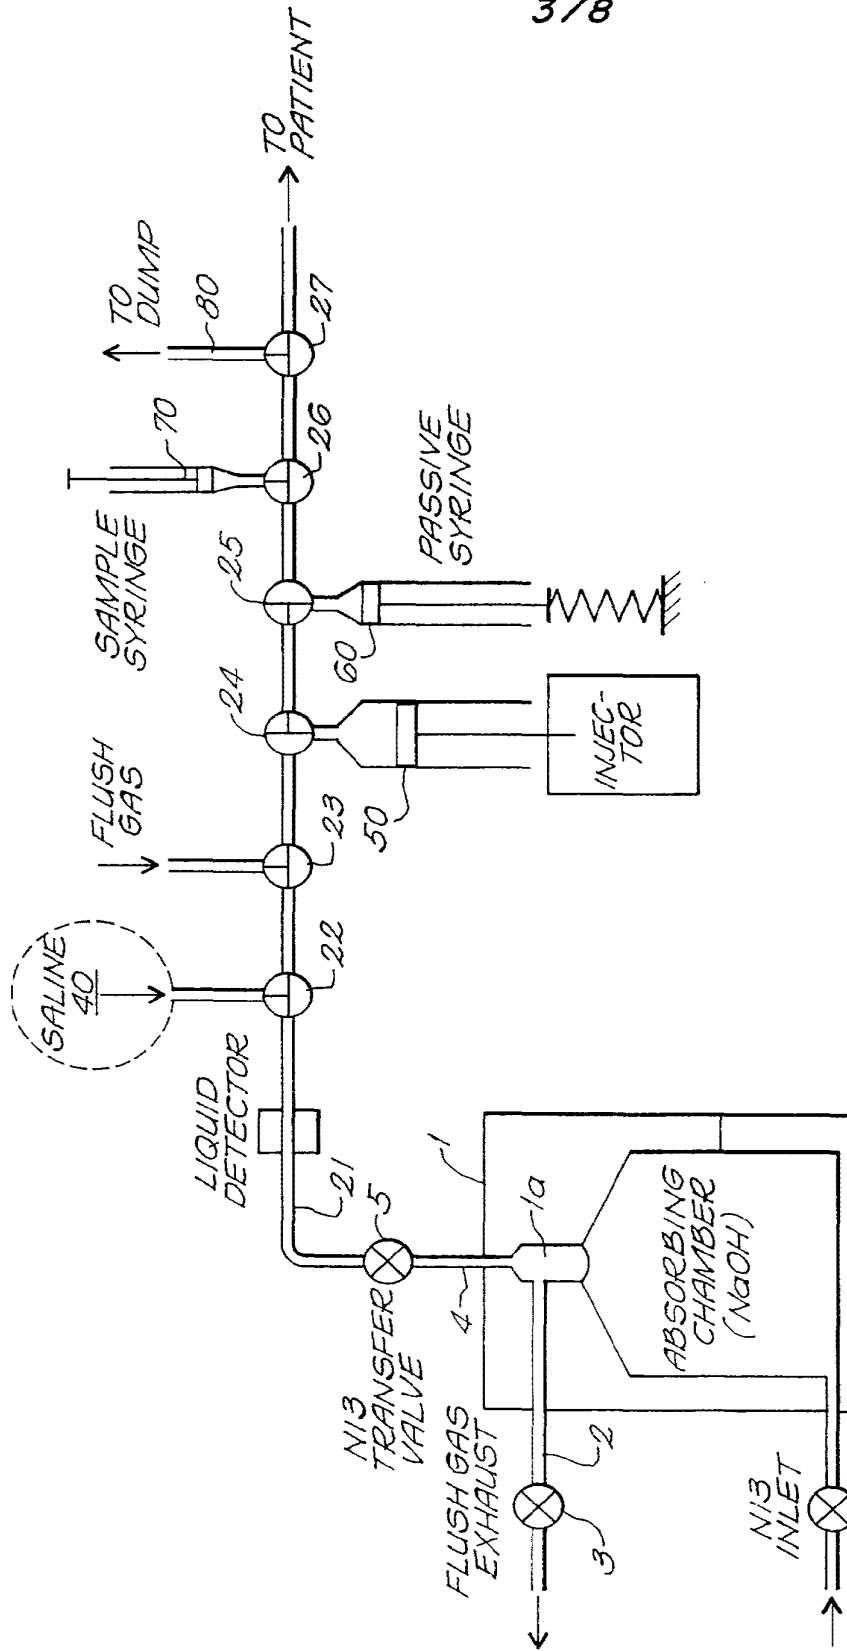 3/8
SALINE
40
FLUSH
GAS
SAMPLE
SYRINGE
70
TO
DUMP
80
TO
PATIENT
LIQUID
DETECTOR
21
22
23
24
25
26
27
50
INJEC-
TOR
60
PASSIVE
SYRINGE
N13
TRANSFER
VALVE
5
4
1
1a
FLUSH GAS
EXHAUST
3
2
ABSORBING
CHAMBER
(NaOH)
N13
INLET